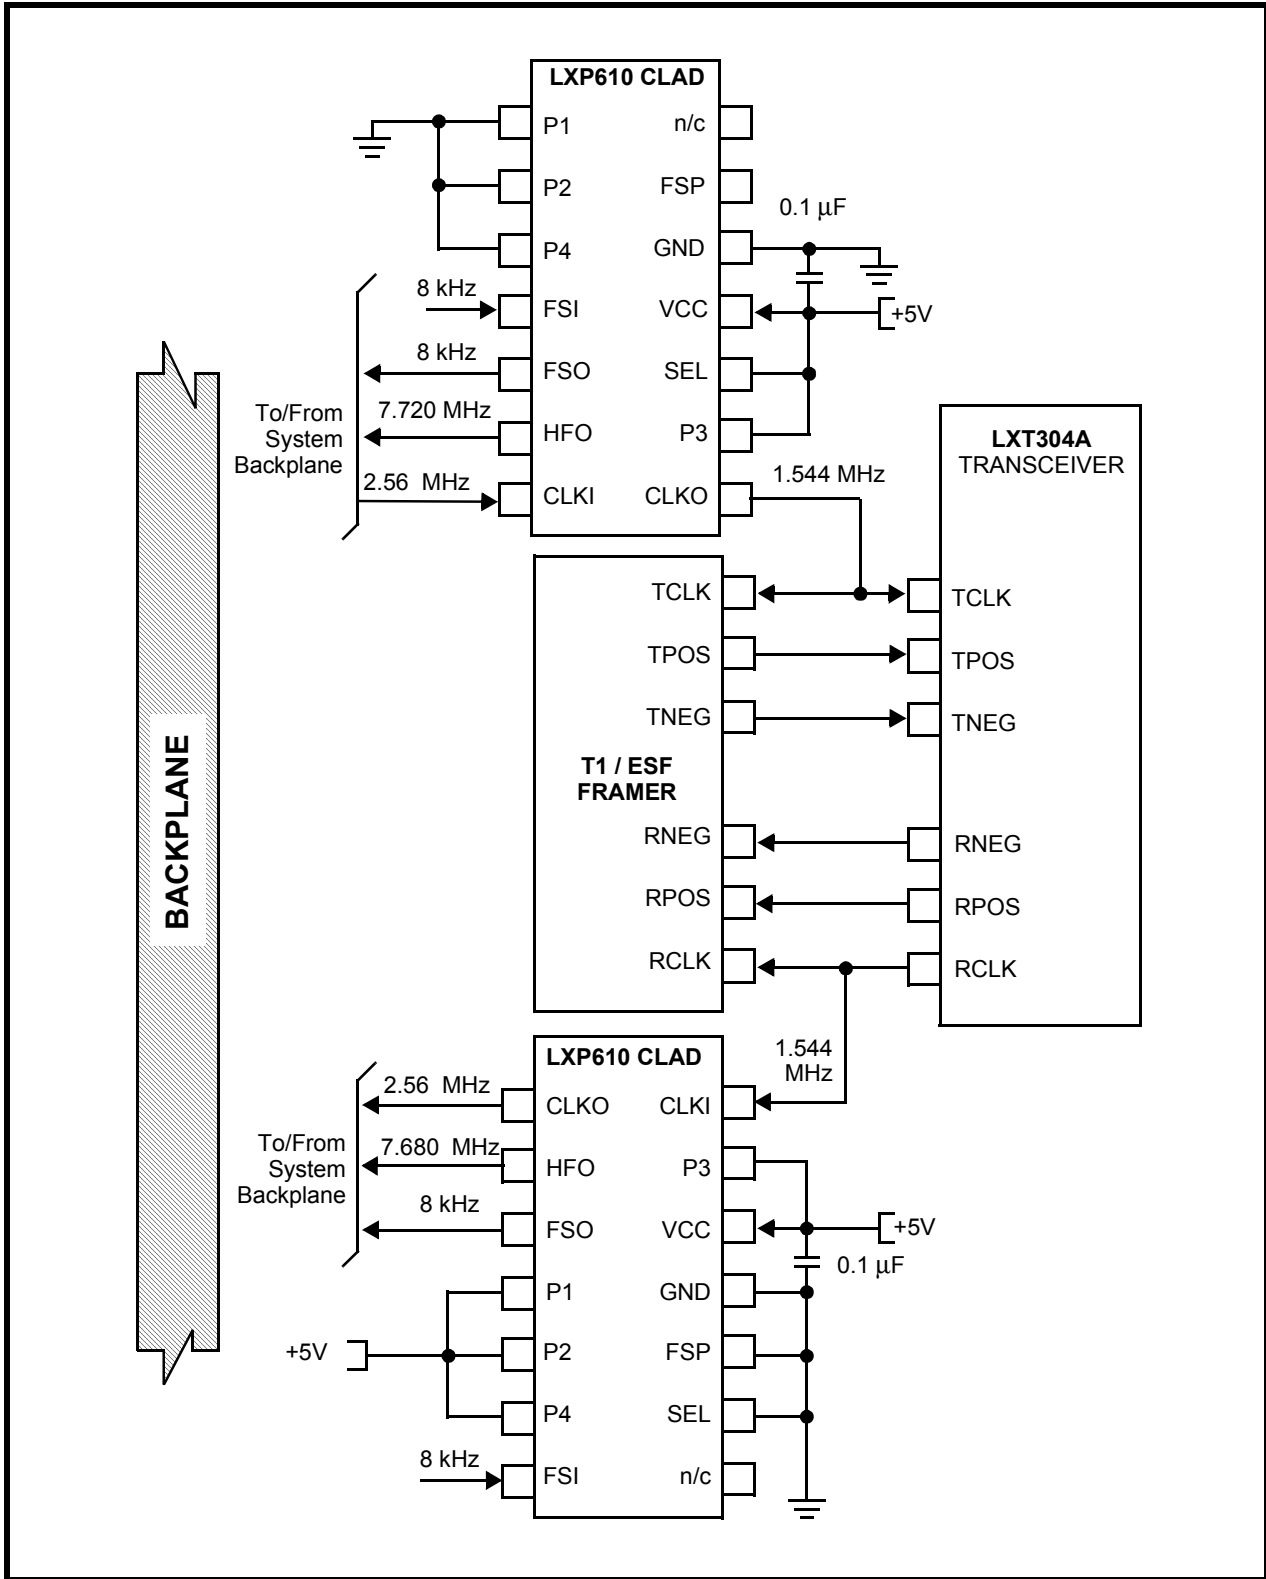 LXP610 CLAD
P1
n/c
P2
FSP
0.1 μF
P4
GND
8 kHz
FSI
VCC
+5V
8 kHz
FSO
SEL
To/From
System
Backplane
7.720 MHz
HFO
P3
2.56 MHz
CLKI
CLKO
1.544 MHz
LXT304A
TRANSCEIVER
TCLK
TCLK
TPOS
TPOS
TNEG
TNEG
T1 / ESF
FRAMER
BACKPLANE
RNEG
RNEG
RPOS
RPOS
RCLK
RCLK
LXP610 CLAD
1.544
MHz
2.56 MHz
CLKO
CLKI
To/From
System
Backplane
7.680 MHz
HFO
P3
8 kHz
FSO
VCC
+5V
0.1 μF
P1
GND
+5V
P2
FSP
P4
SEL
8 kHz
FSI
n/c